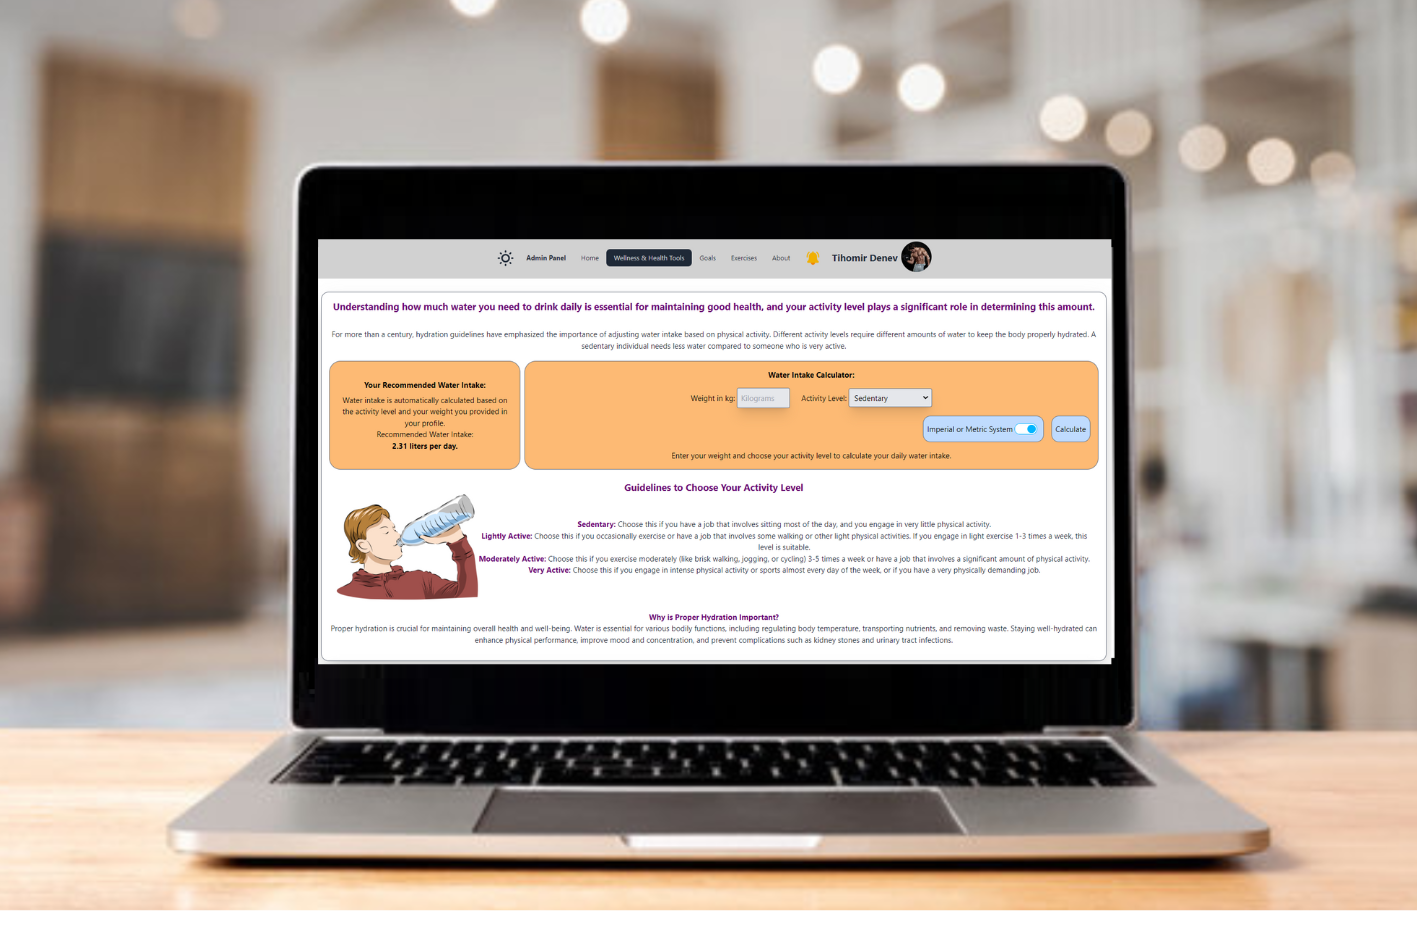 Admin Panel Home Wellness & Health Tools Goals Exercises About Tihomir Denev
Understanding how much water you need to drink daily is essential for maintaining good health, and your activity level plays a significant role in determining this amount.
For more than a century, hydration guidelines have emphasized the importance of adjusting water intake based on physical activity. Different activity levels require different amounts of water to keep the body properly hydrated. A
sedentary individual needs less water compared to someone who is very active.
Your Recommended Water Intake:
Water intake is automatically calculated based on
the activity level and your weight you provided in
your profile.
Recommended Water Intake:
2.31 liters per day.
Water Intake Calculator:
Weight in kg: Kilograms Activity Level: Sedentary
Imperial or Metric System Calculate
Enter your weight and choose your activity level to calculate your daily water intake.
Guidelines to Choose Your Activity Level
Sedentary: Choose this if you have a job that involves sitting most of the day, and you engage in very little physical activity.
Lightly Active: Choose this if you occasionally exercise or have a job that involves some walking or other light physical activities. If you engage in light exercise 1-3 times a week, this
level is suitable.
Moderately Active: Choose this if you exercise moderately (like brisk walking, jogging, or cycling) 3-5 times a week or have a job that involves a significant amount of physical activity.
Very Active: Choose this if you engage in intense physical activity or sports almost every day of the week, or if you have a very physically demanding job.
Why is Proper Hydration Important?
Proper hydration is crucial for maintaining overall health and well-being. Water is essential for various bodily functions, including regulating body temperature, transporting nutrients, and removing waste. Staying well-hydrated can
enhance physical performance, improve mood and concentration, and prevent complications such as kidney stones and urinary tract infections.